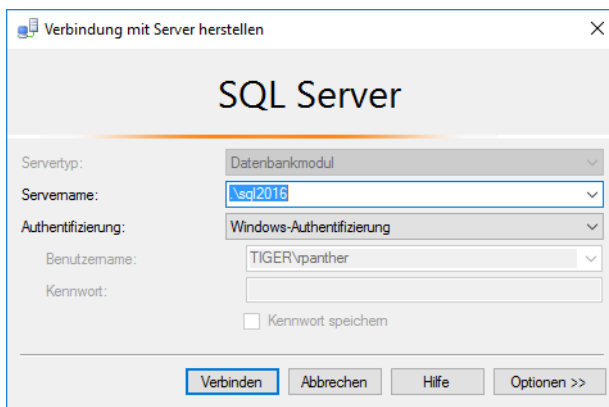 Verbindung mit Server herstellen
SQL Server
Servertyp: Datenbankmodul
Servername: .\sql2016
Authentifizierung: Windows-Authentifizierung
Benutzername: TIGER\rpanther
Kennwort:
Kennwort speichern
Verbinden Abbrechen Hilfe Optionen >>